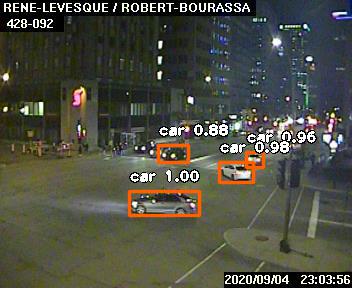 RENE-LEVESQUE / ROBERT-BOURASSA
428-092
car 0.88
car 0.96
car 0.98
car 1.00
2020/09/04 23:03:56